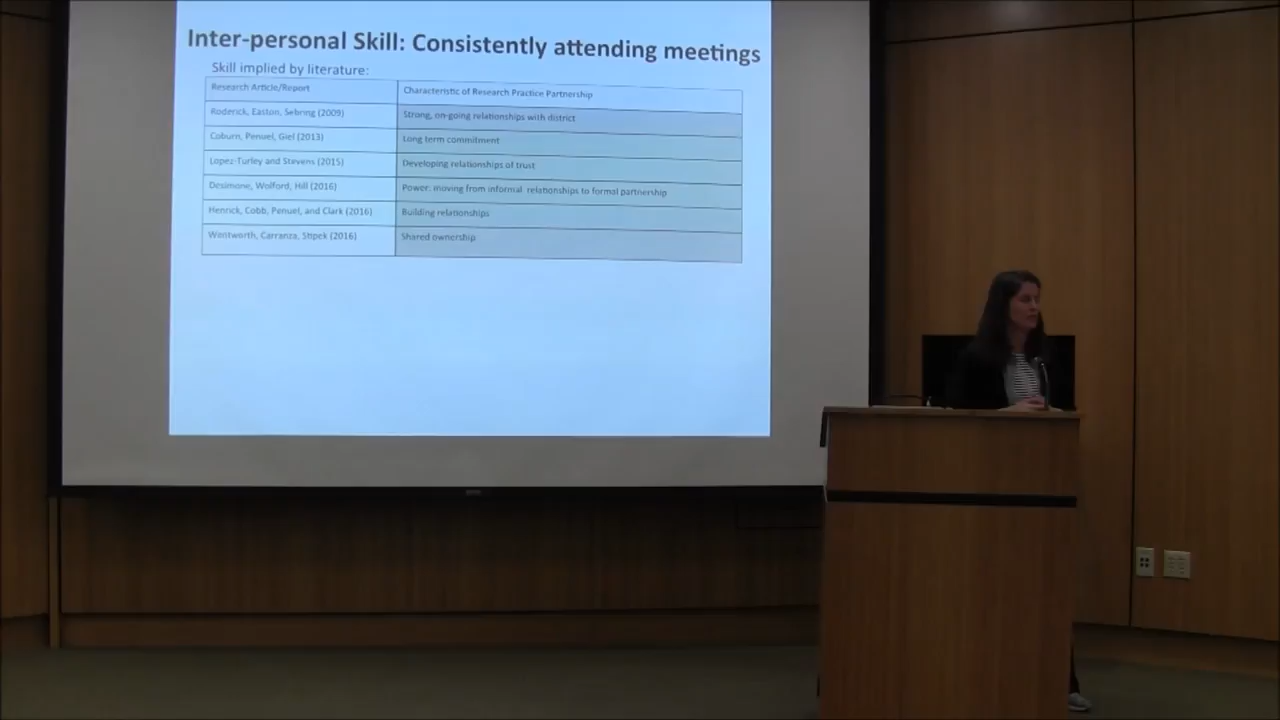 Inter-personal Skill: Consistently attending meetings
Skill implied by literature:
Research Article/Report
Characteristic of Research Practice Partnership
Roderick, Easton, Sebring (2009)
Strong, on-going relationships with district
Coburn, Penuel, Giel (2013)
Long term commitment
Lopez-Turley and Stevens (2015)
Developing relationships of trust
Desimone, Wolford, Hill (2016)
Power: moving from informal relationships to formal partnership
Henrick, Cobb, Penuel, and Clark (2016)
Building relationships
Wentworth, Carranza, Stipek (2016)
Shared ownership